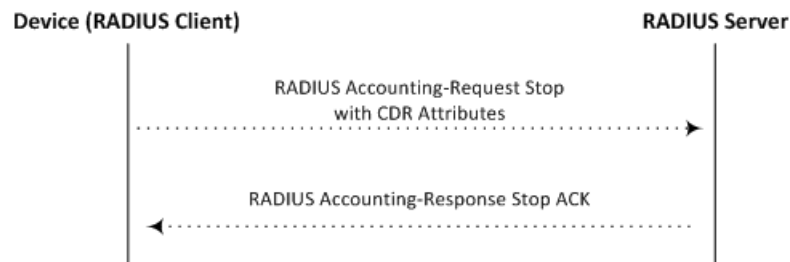 Device (RADIUS Client)
RADIUS Server
RADIUS Accounting-Request Stop
with CDR Attributes
RADIUS Accounting-Response Stop ACK